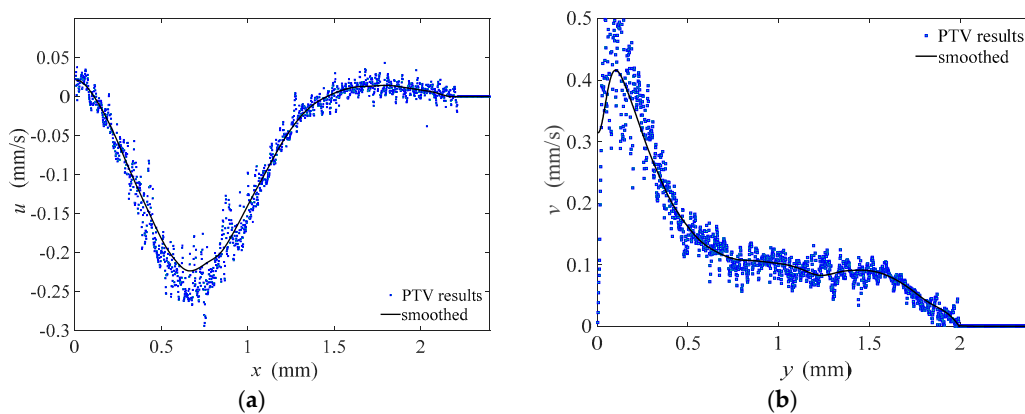 0.05
0
-0.05
-0.1
-0.15
-0.2
-0.25
-0.3
u (mm/s)
PTV results
smoothed
0 0.5 1 1.5 2
x (mm)
(a)
0.5
0.4
0.3
0.2
0.1
0
v (mm/s)
PTV results
smoothed
0 0.5 1 1.5 2
y (mm)
(b)